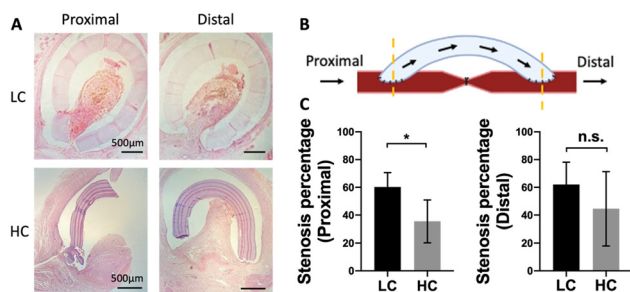 A
Proximal
Distal
LC
500μm
HC
500μm
B
Proximal
Distal
C
Stenosis percentage
(Proximal)
100
80
60
40
20
0
*
LC
HC
Stenosis percentage
(Distal)
100
80
60
40
20
0
n.s.
LC
HC